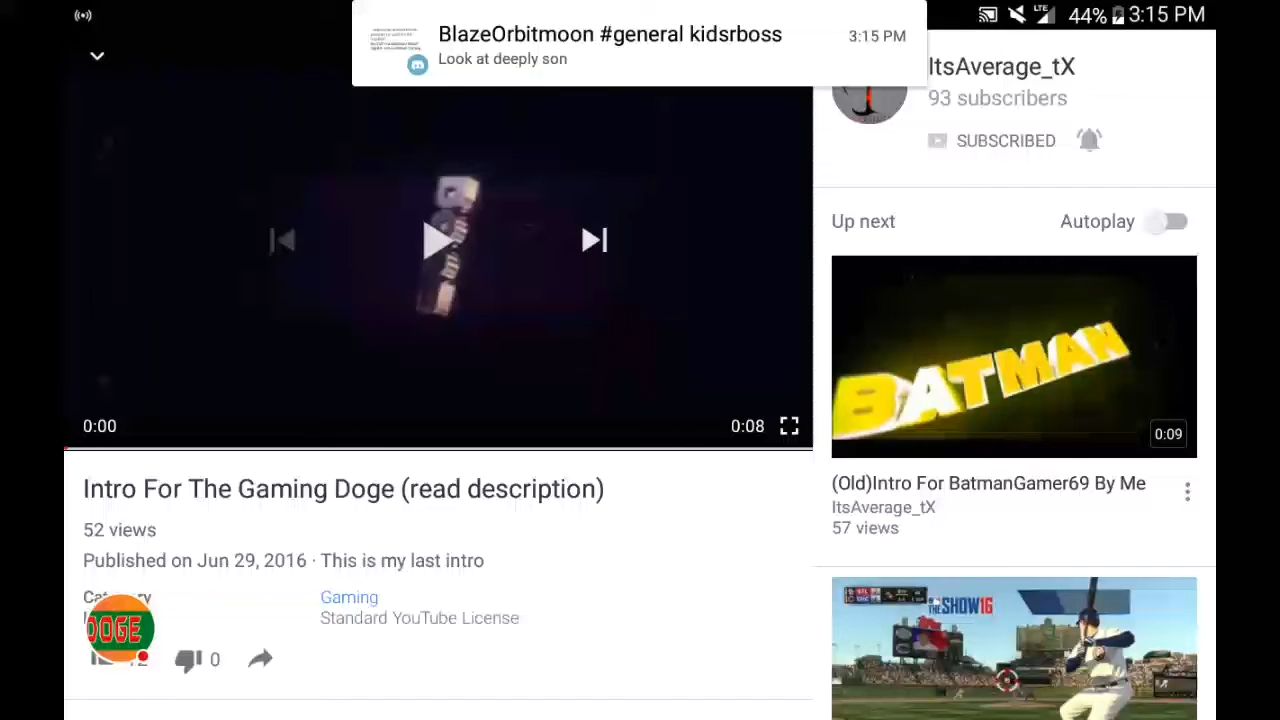 BlazeOrbitmoon #general kidsrboss
3:15 PM
Look at deeply son
LTE
44%
3:15 PM
ItsAverage_tX
93 subscribers
SUBSCRIBED
Up next
Autoplay
BATMAN
0:09
0:00
0:08
Intro For The Gaming Doge (read description)
52 views
Published on Jun 29, 2016 · This is my last intro
Gaming
Standard YouTube License
DOGE
0
(Old)Intro For BatmanGamer69 By Me
ItsAverage_tX
57 views
THE SHOW16